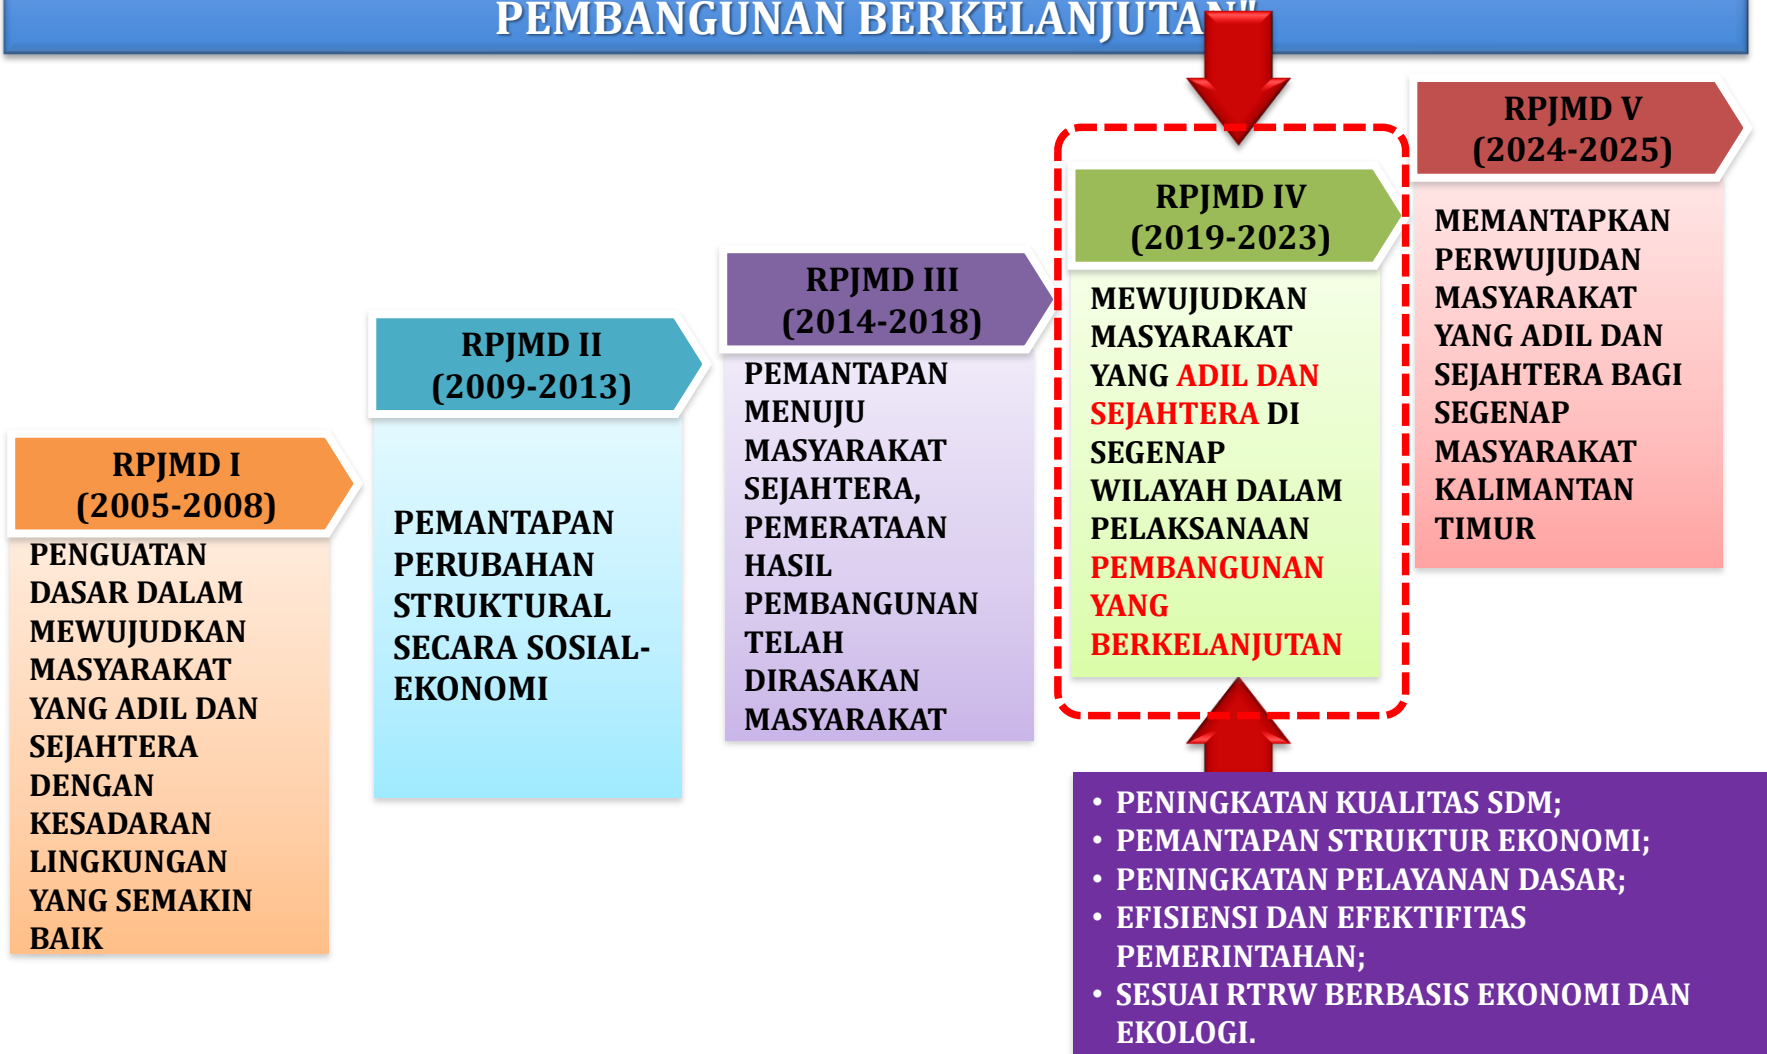 PEMBANGUNAN BERKELANJUTAN"
RPJMD I
(2005-2008)
PENGUATAN
DASAR DALAM
MEWUJUDKAN
MASYARAKAT
YANG ADIL DAN
SEJAHTERA
DENGAN
KESADARAN
LINGKUNGAN
YANG SEMAKIN
BAIK
RPJMD II
(2009-2013)
PEMANTAPAN
PERUBAHAN
STRUKTURAL
SECARA SOSIAL-
EKONOMI
RPJMD III
(2014-2018)
PEMANTAPAN
MENUJU
MASYARAKAT
SEJAHTERA,
PEMERATAAN
HASIL
PEMBANGUNAN
TELAH
DIRASAKAN
MASYARAKAT
RPJMD IV
(2019-2023)
MEWUJUDKAN
MASYARAKAT
YANG ADIL DAN
SEJAHTERA DI
SEGENAP
WILAYAH DALAM
PELAKSANAAN
PEMBANGUNAN
YANG
BERKELANJUTAN
RPJMD V
(2024-2025)
MEMANTAPKAN
PERWUJUDAN
MASYARAKAT
YANG ADIL DAN
SEJAHTERA BAGI
SEGENAP
MASYARAKAT
KALIMANTAN
TIMUR
• PENINGKATAN KUALITAS SDM;
• PEMANTAPAN STRUKTUR EKONOMI;
• PENINGKATAN PELAYANAN DASAR;
• EFISIENSI DAN EFEKTIFITAS
PEMERINTAHAN;
• SESUAI RTRW BERBASIS EKONOMI DAN
EKOLOGI.